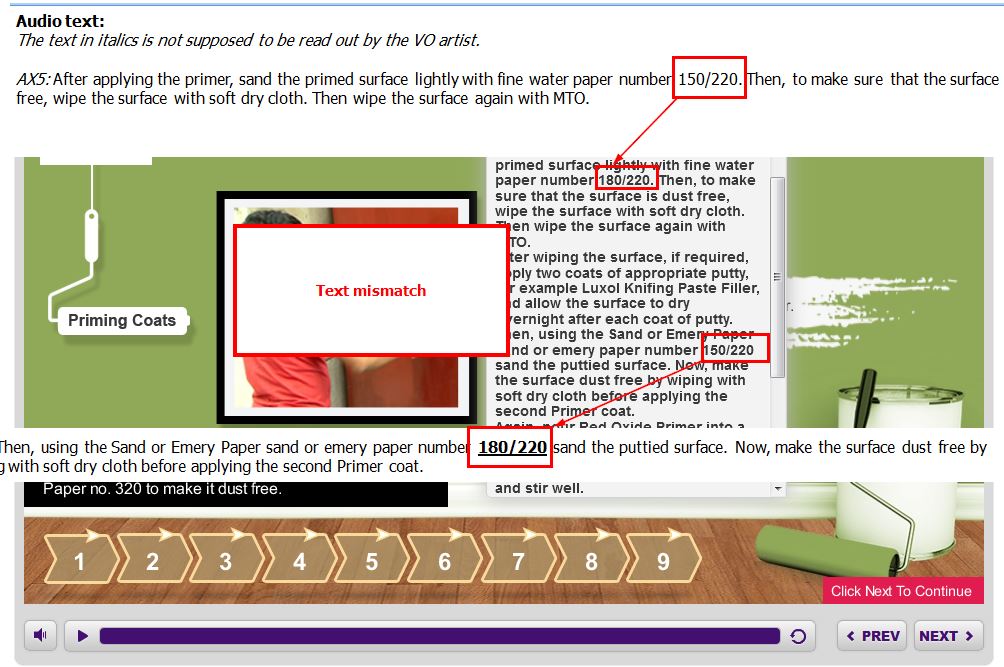 Audio text:
The text in italics is not supposed to be read out by the VO artist.
AX5: After applying the primer, sand the primed surface lightly with fine water paper number 150/220. Then, to make sure that the surface
free, wipe the surface with soft dry cloth. Then wipe the surface again with MTO.
primed surface lightly with fine water
paper number 180/220. Then, to make
sure that the surface is dust free,
wipe the surface with soft dry cloth.
Then wipe the surface again with
TO.
ter wiping the surface, if required,
ply two coats of appropriate putty,
r example Luxol Knifing Paste Filler,
nd allow the surface to dry
vernight after each coat of putty.
en, using the Sand or Emery Paper
and or emery paper number 150/220
sand the puttied surface. Now, make
the surface dust free by wiping with
soft dry cloth before applying the
second Primer coat.
Again, pour Red Oxide Primer into a
Text mismatch
Priming Coats
r.
Then, using the Sand or Emery Paper sand or emery paper number 180/220 sand the puttied surface. Now, make the surface dust free by
g with soft dry cloth before applying the second Primer coat.
Paper no. 320 to make it dust free.
and stir well.
1 2 3 4 5 6 7 8 9
Click Next To Continue
< PREV
NEXT >